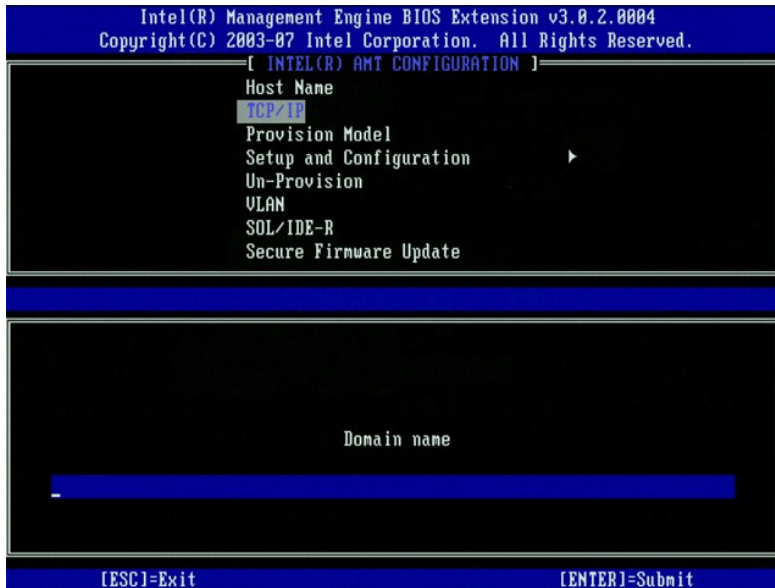 Intel(R) Management Engine BIOS Extension v3.0.2.0004
Copyright(C) 2003-07 Intel Corporation. All Rights Reserved.
[ INTEL(R) AMT CONFIGURATION ]
Host Name
TCP/IP
Provision Model
Setup and Configuration
Un-Provision
VLAN
SOL/IDE-R
Secure Firmware Update
Domain name
[ESC]=Exit [ENTER]=Submit